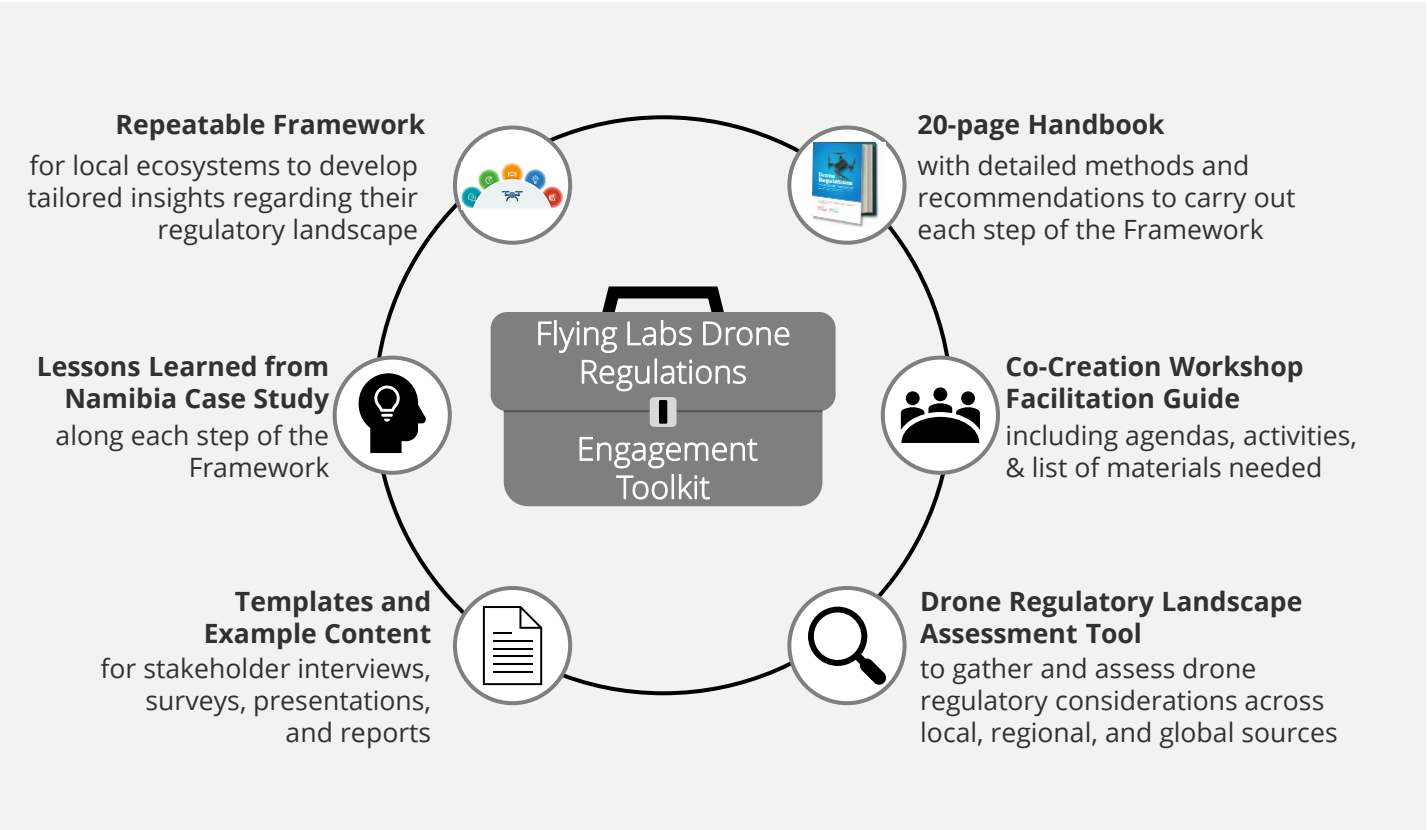 Repeatable Framework
for local ecosystems to develop
tailored insights regarding their
regulatory landscape
20-page Handbook
with detailed methods and
recommendations to carry out
each step of the Framework
Drone
Regulations
Flying Labs Drone
Regulations
Engagement
Toolkit
Lessons Learned from
Namibia Case Study
along each step of the
Framework
Co-Creation Workshop
Facilitation Guide
including agendas, activities,
& list of materials needed
Templates and
Example Content
for stakeholder interviews,
surveys, presentations,
and reports
Drone Regulatory Landscape
Assessment Tool
to gather and assess drone
regulatory considerations across
local, regional, and global sources